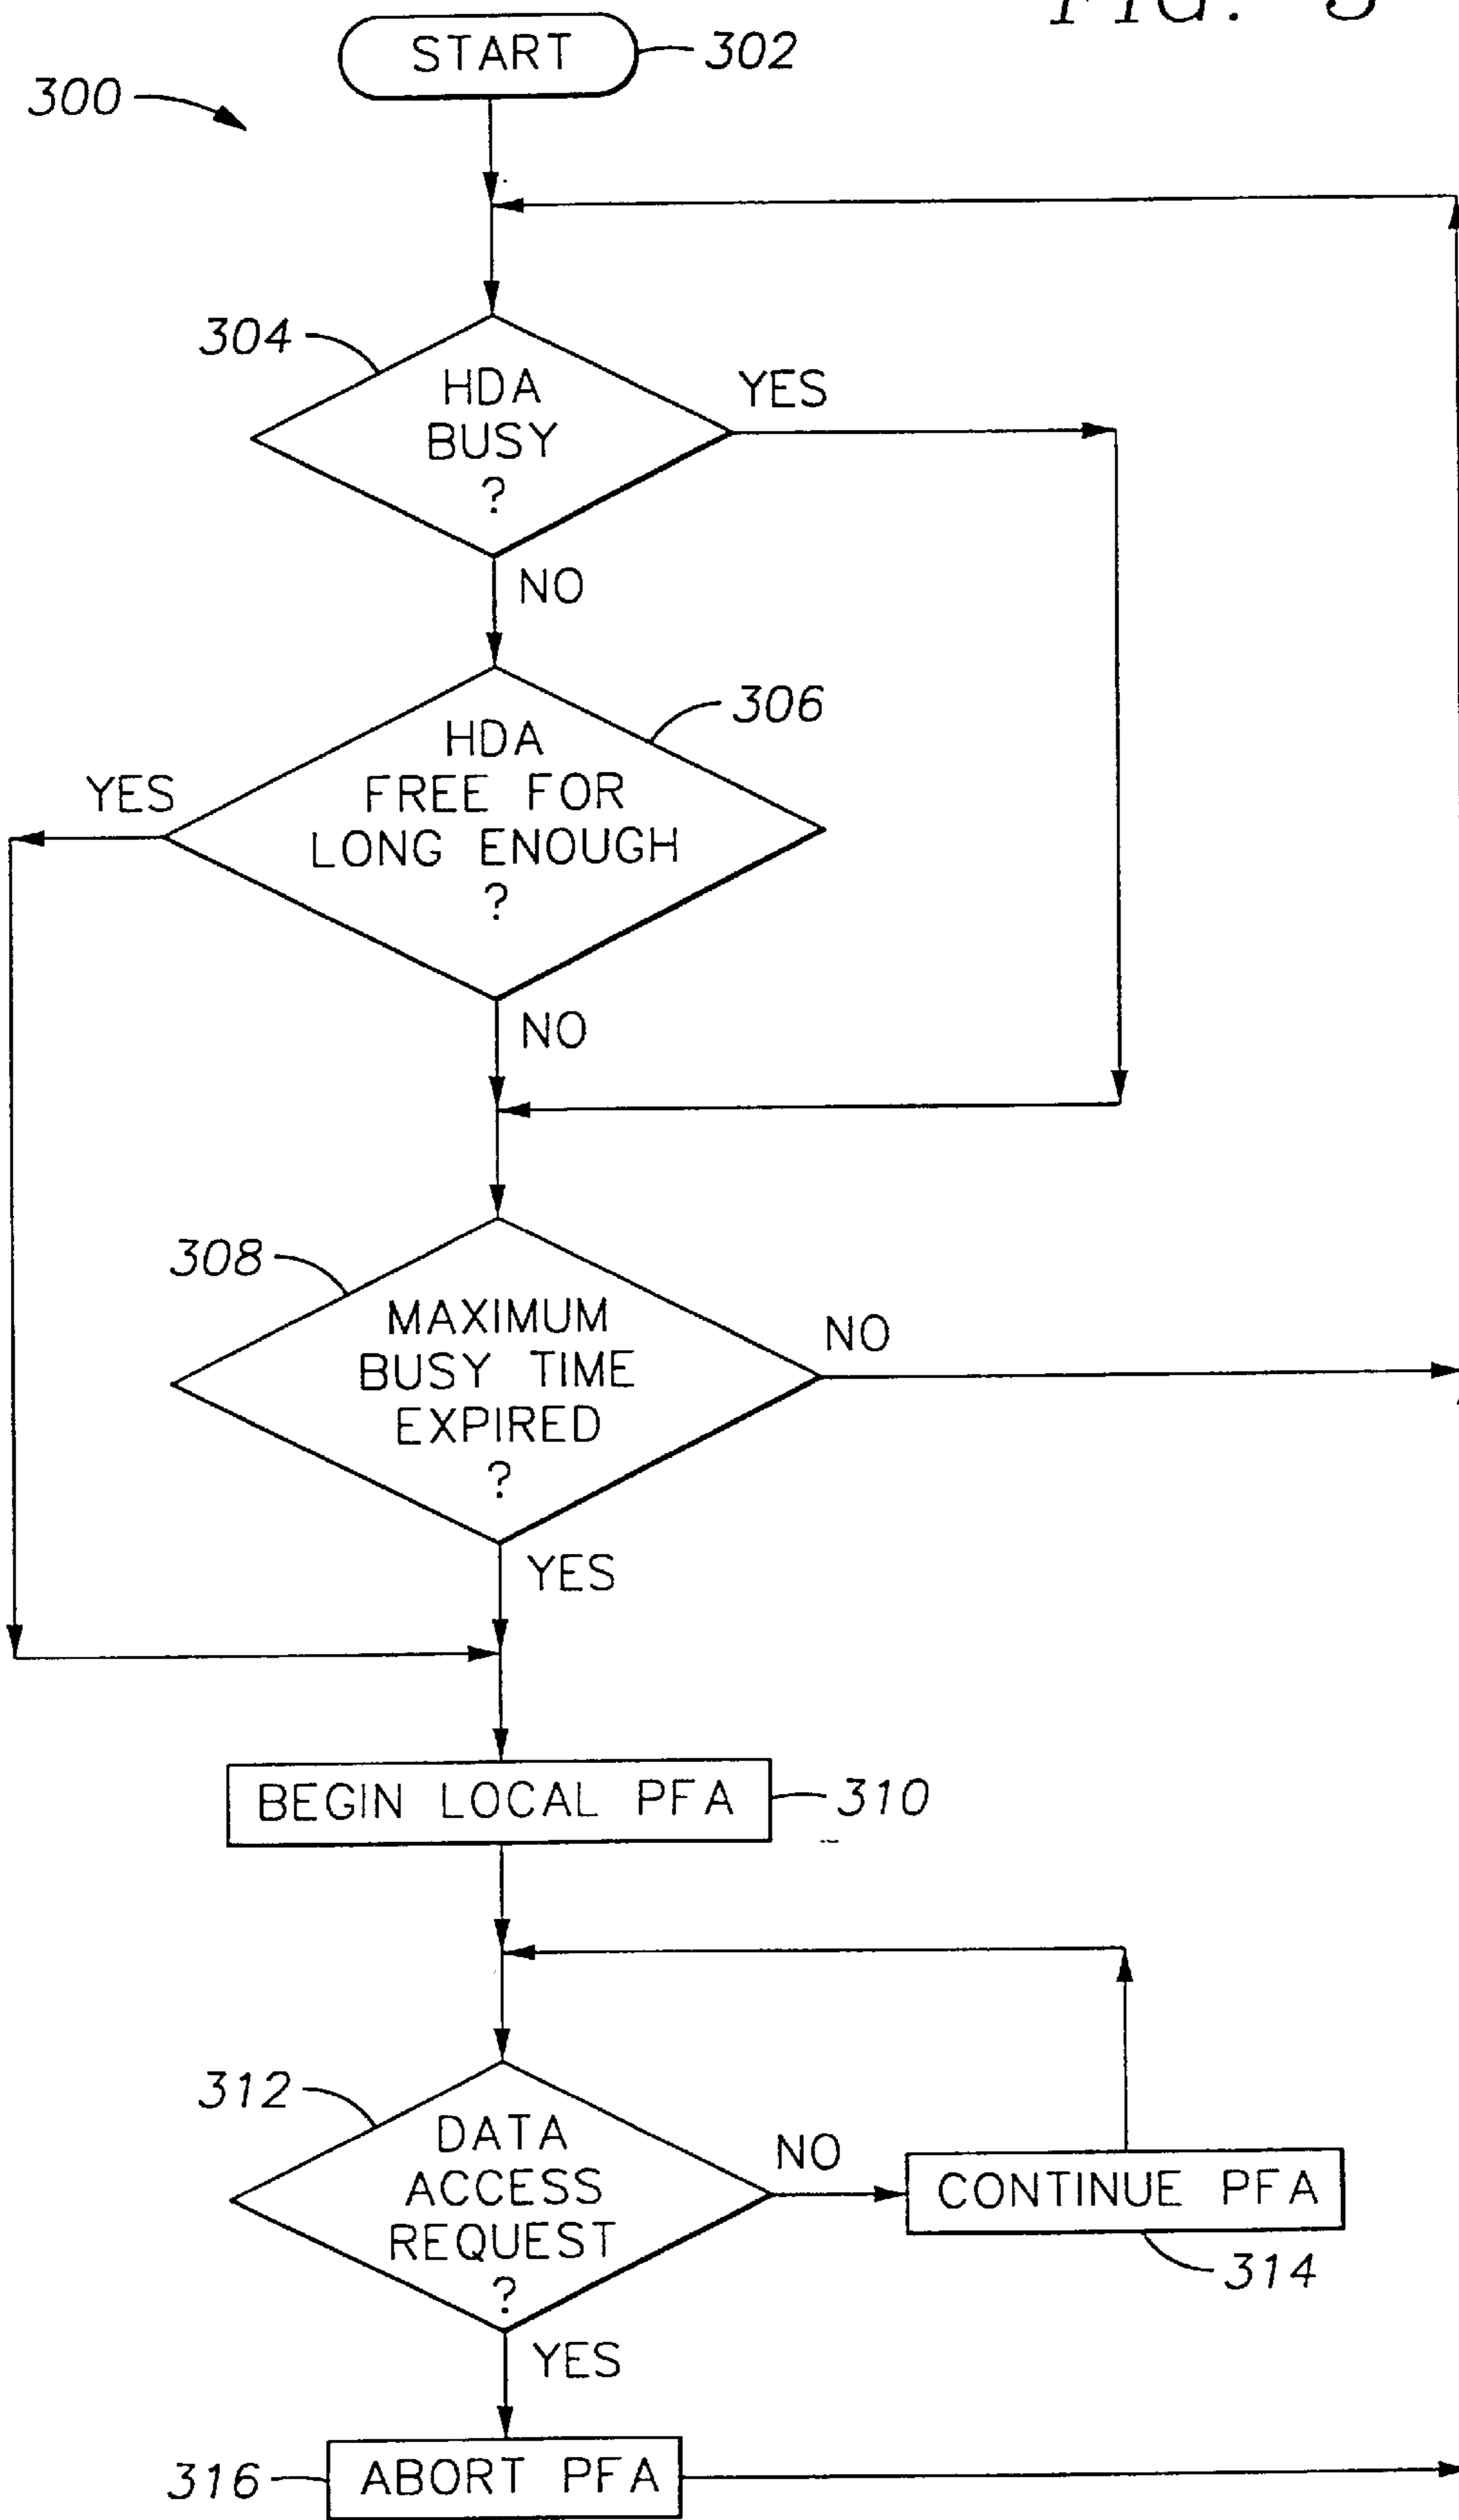 FIG. 3
START
302
300
304
HDA
BUSY
?
YES
NO
306
HDA
FREE FOR
LONG ENOUGH
?
YES
NO
308
MAXIMUM
BUSY TIME
EXPIRED
?
NO
YES
BEGIN LOCAL PFA
310
312
DATA
ACCESS
REQUEST
?
NO
CONTINUE PFA
314
YES
316
ABORT PFA